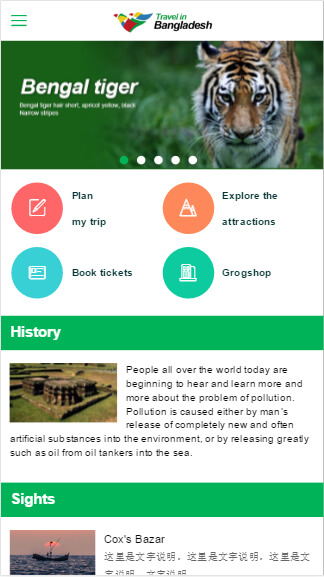 Travel in
Bangladesh
Bengal tiger
Bengal tiger hair short, apricot yellow, black
Narrow stripes
Plan
my trip
Explore the
attractions
Book tickets
Grogshop
History
People all over the world today are
beginning to hear and learn more and
more about the problem of pollution.
Pollution is caused either by man's
release of completely new and often
artificial substances into the environment, or by releasing greatly
such as oil from oil tankers into the sea.
Sights
Cox's Bazar
这里是文字说明，这里是文字说明，这里是文
字说明，说明